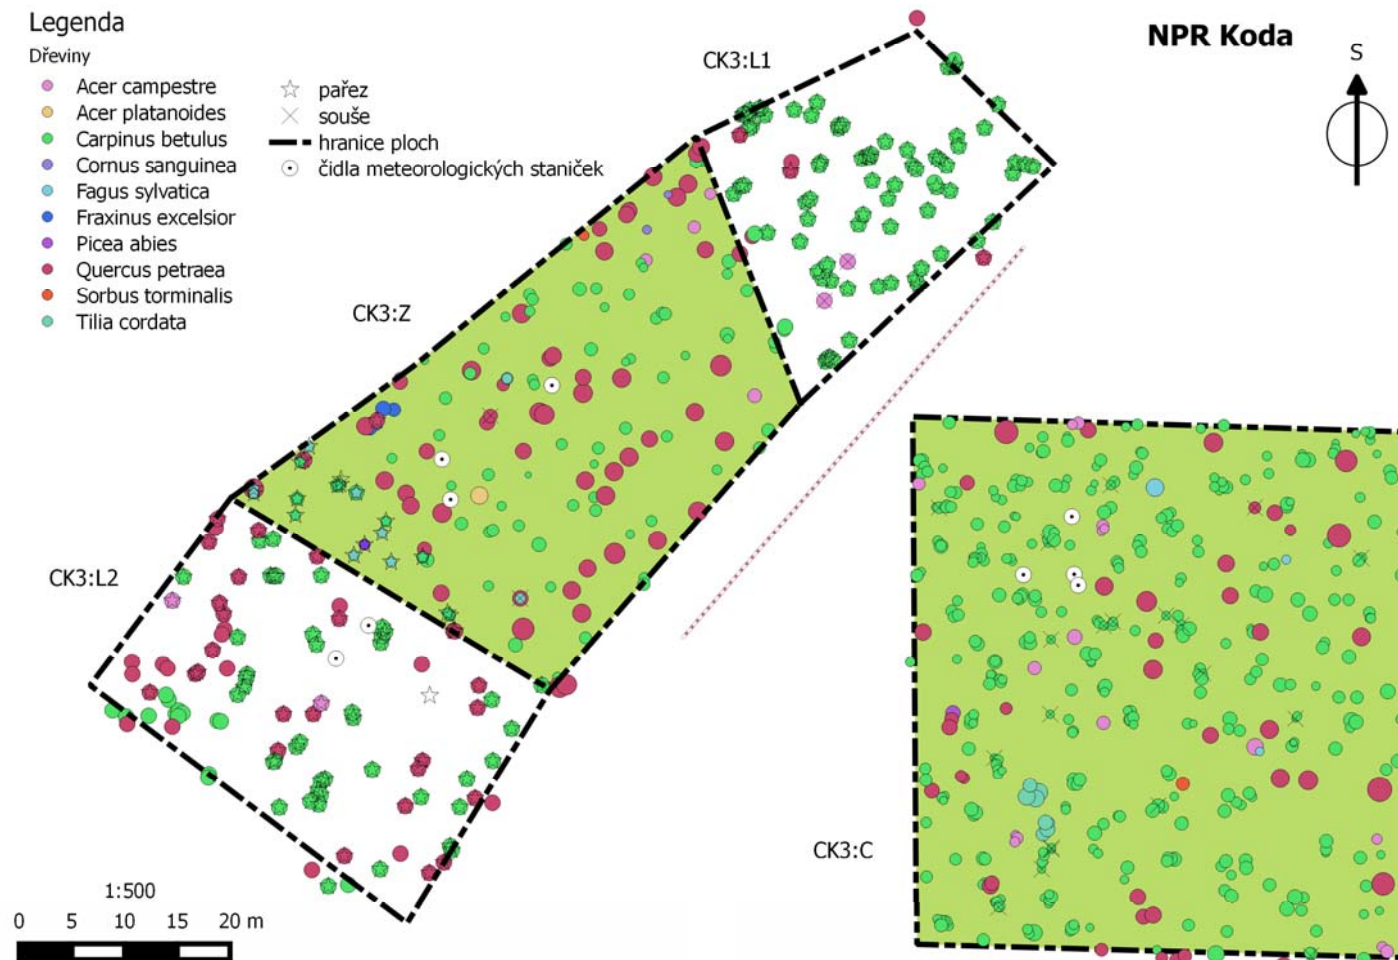 Legenda
Dřeviny
Acer campestre
Acer platanoides
Carpinus betulus
Cornus sanguinea
Fagus sylvatica
Fraxinus excelsior
Picea abies
Quercus petraea
Sorbus torminalis
Tilia cordata
pařez
souše
hranice ploch
čidla meteorologických staniček
NPR Koda
S
CK3:L1
CK3:Z
CK3:L2
CK3:C
1:500
0 5 10 15 20 m